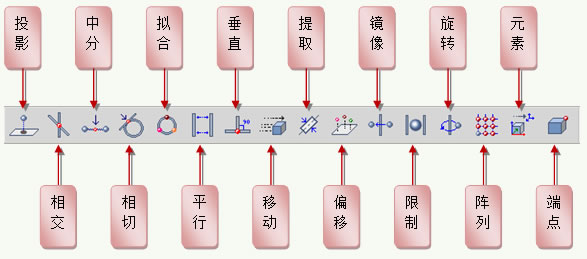 投影
中分
拟合
垂直
提取
镜像
旋转
元素
90
相交
相切
平行
移动
偏移
限制
阵列
端点